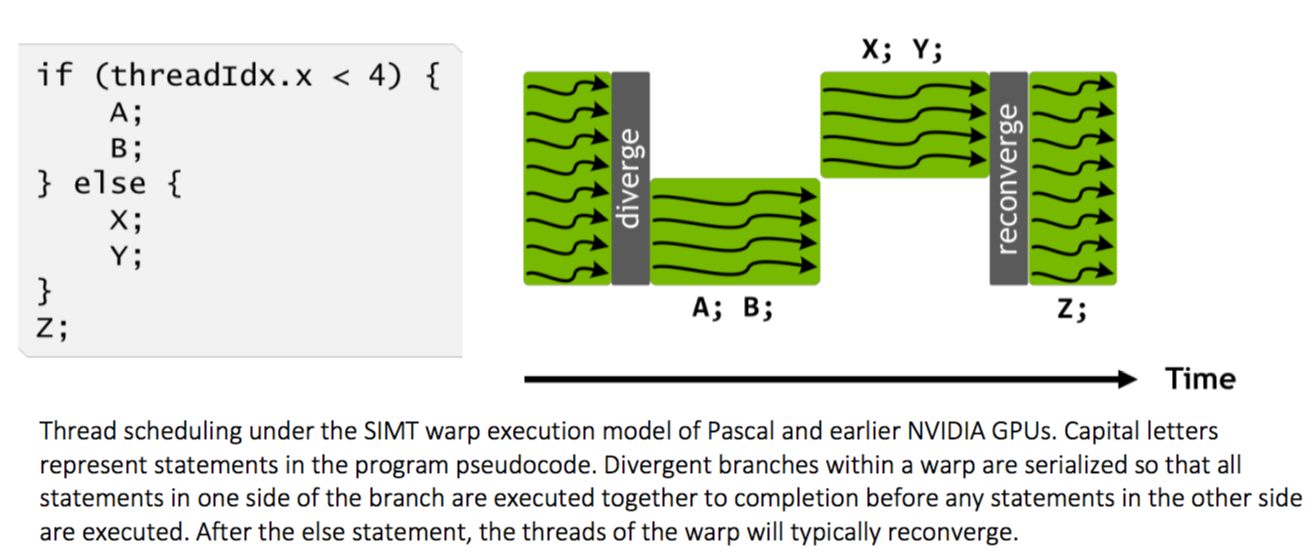 if (threadIdx.x < 4) {
    A;
    B;
} else {
    X;
    Y;
}
Z;
diverge
A; B;
X; Y;
reconverge
Z;
Time
Thread scheduling under the SIMT warp execution model of Pascal and earlier NVIDIA GPUs. Capital letters
represent statements in the program pseudocode. Divergent branches within a warp are serialized so that all
statements in one side of the branch are executed together to completion before any statements in the other side
are executed. After the else statement, the threads of the warp will typically reconverge.